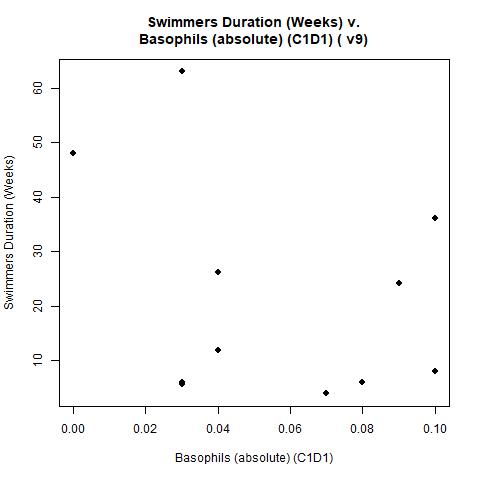 Swimmers Duration (Weeks) v.
Basophils (absolute) (C1D1) ( v9)
Swimmers Duration (Weeks)
60
50
40
30
20
10
0.00 0.02 0.04 0.06 0.08 0.10
Basophils (absolute) (C1D1)